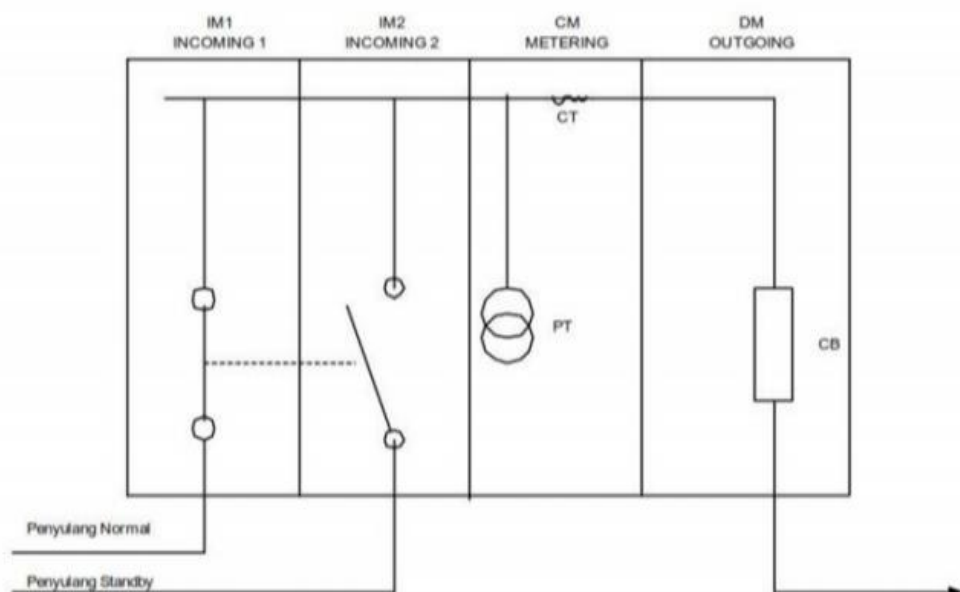 IM1
INCOMING 1
IM2
INCOMING 2
CM
METERING
DM
OUTGOING
CT
PT
CB
Penyulang Normal
Penyulang Standby